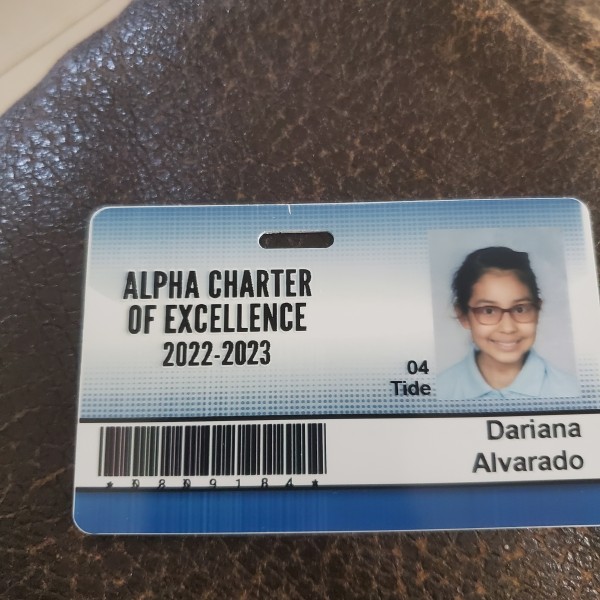 ALPHA CHARTER
OF EXCELLENCE
2022-2023
04
Tide
Dariana
Alvarado